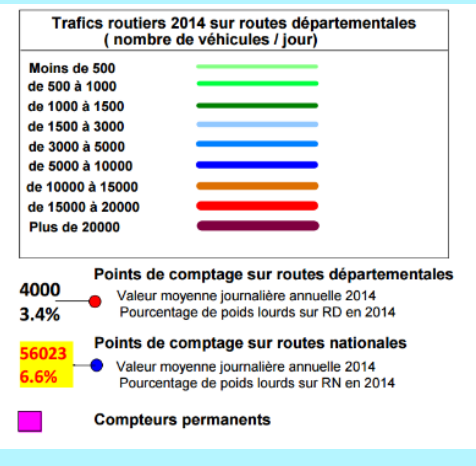 Trafics routiers 2014 sur routes départementales
( nombre de véhicules / jour)
Moins de 500
de 500 à 1000
de 1000 à 1500
de 1500 à 3000
de 3000 à 5000
de 5000 à 10000
de 10000 à 15000
de 15000 à 20000
Plus de 20000
Points de comptage sur routes départementales
4000
Valeur moyenne journalière annuelle 2014
3.4%
Pourcentage de poids lourds sur RD en 2014
Points de comptage sur routes nationales
56023
Valeur moyenne journalière annuelle 2014
6.6%
Pourcentage de poids lourds sur RN en 2014
Compteurs permanents